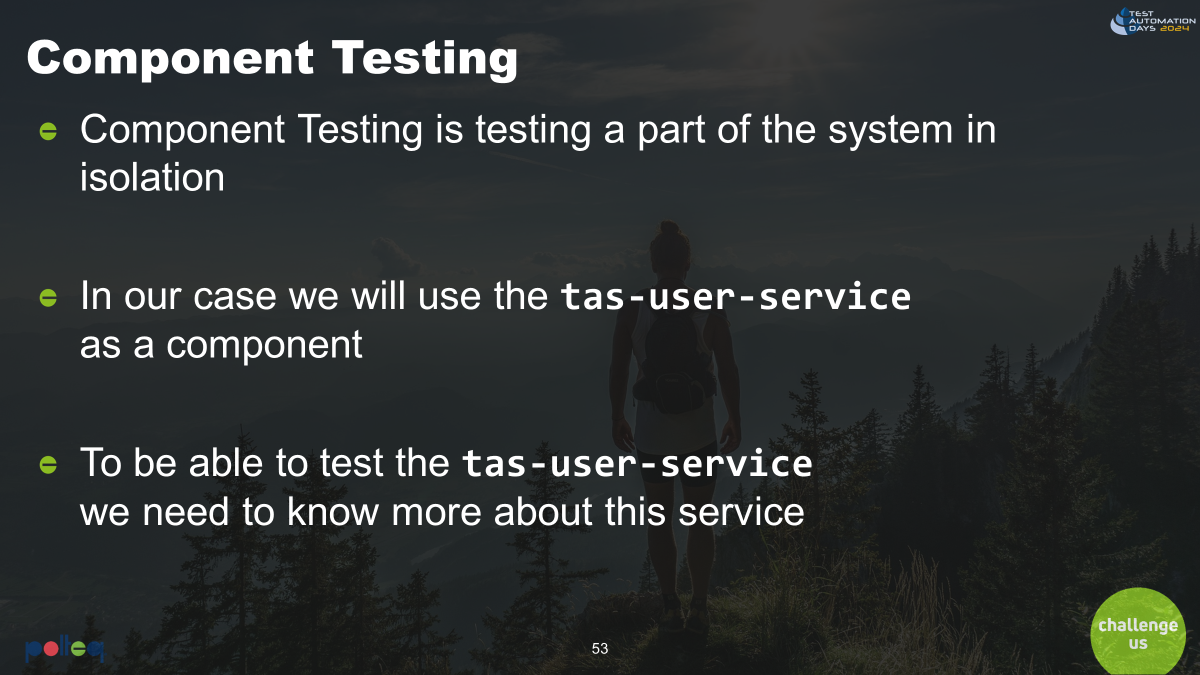 TEST
AUTOMATION
DAYS 2024
Component Testing
Component Testing is testing a part of the system in
isolation
In our case we will use the tas-user-service
as a component
To be able to test the tas-user-service
we need to know more about this service
polteq
53
challenge
us